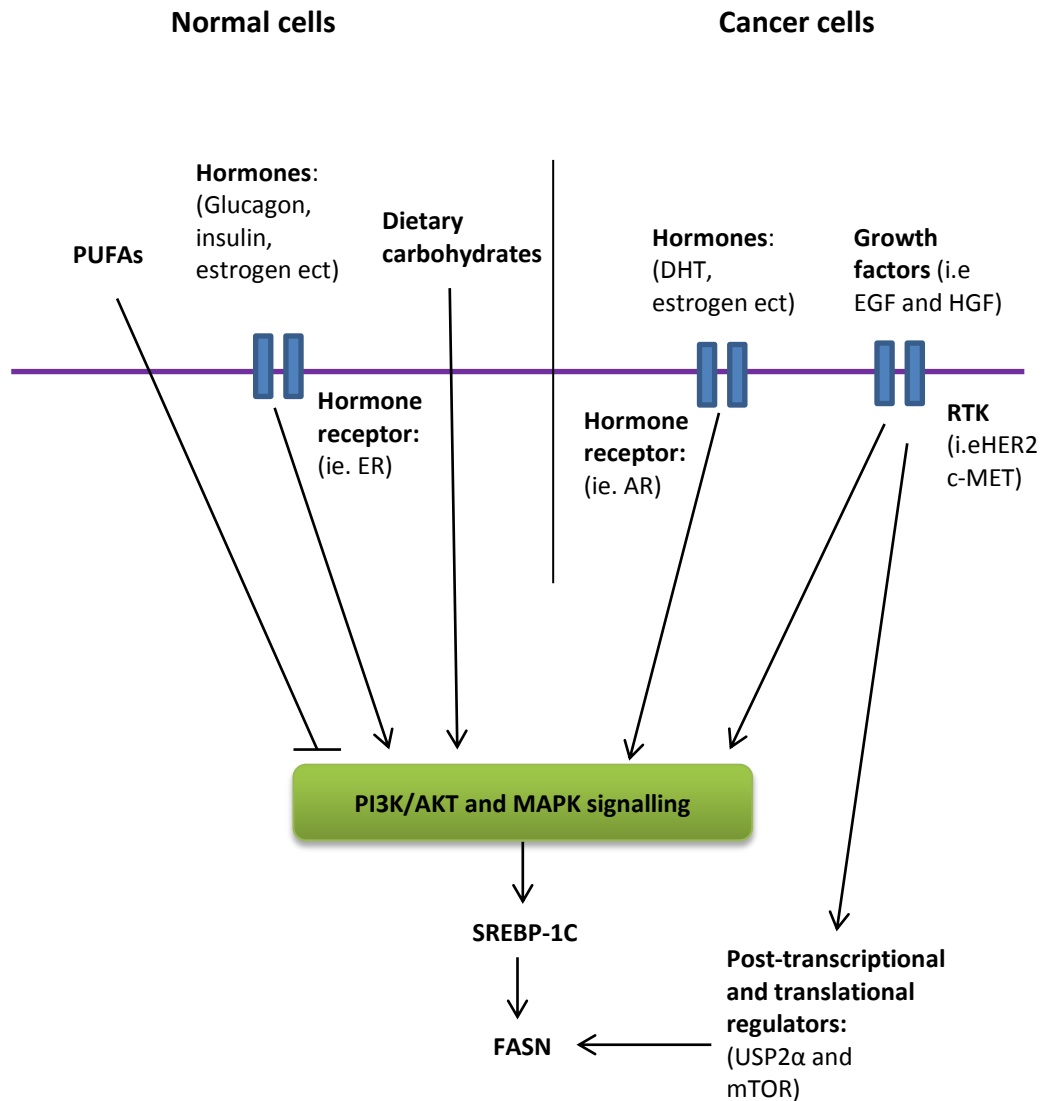 Normal cells
Cancer cells
PUFAs
Hormones:
(Glucagon,
insulin,
estrogen ect)
Dietary
carbohydrates
Hormones:
(DHT,
estrogen ect)
Growth
factors (i.e
EGF and HGF)
Hormone
receptor:
(ie. ER)
Hormone
receptor:
(ie. AR)
RTK
(i.eHER2
c-MET)
PI3K/AKT and MAPK signalling
SREBP-1C
FASN
Post-transcriptional
and translational
regulators:
(USP2α and
mTOR)